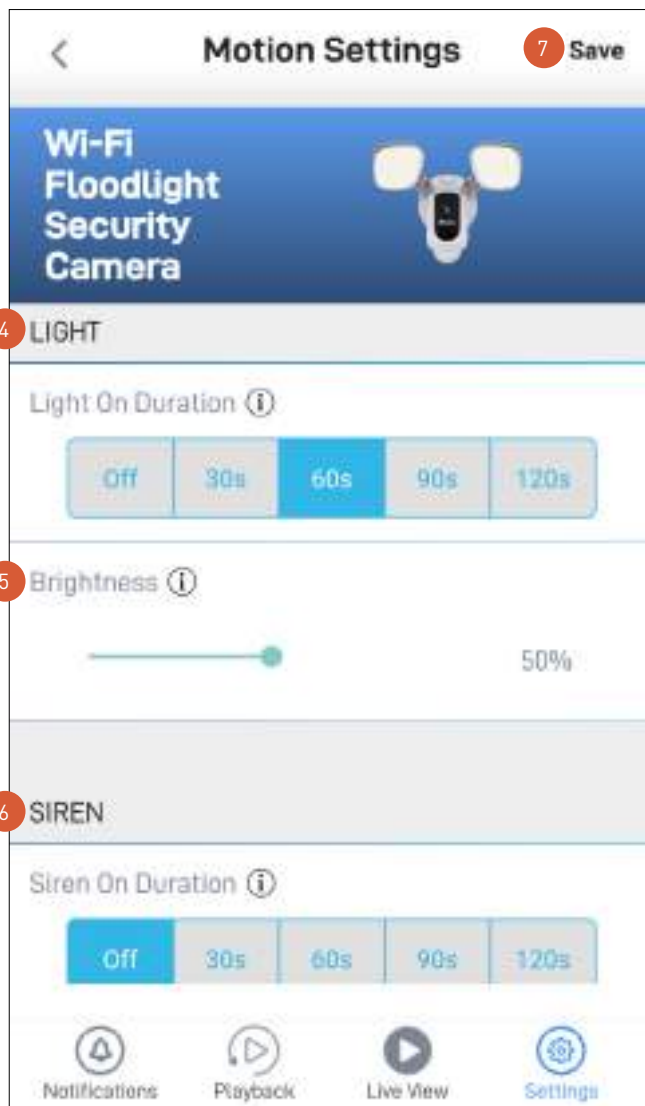 Motion Settings 7 Save
Wi-Fi
Floodlight
Security
Camera
4 LIGHT
Light On Duration i
Off 30s 60s 90s 120s
5 Brightness i
50%
6 SIREN
Siren On Duration i
Off 30s 60s 90s 120s
Notifications Playback Live View Settings